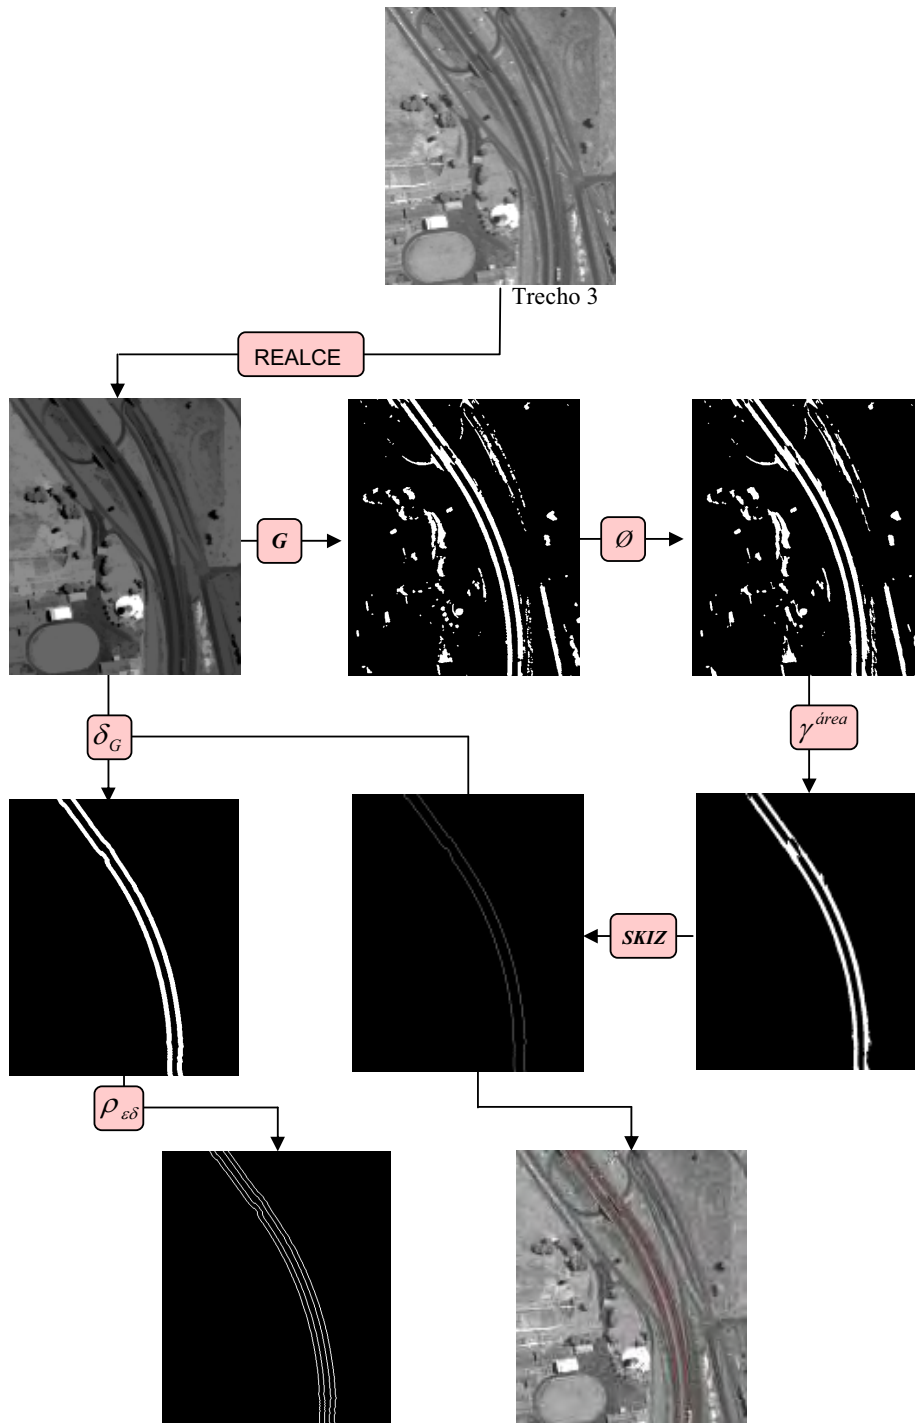 Trecho 3
REALCE
G
Ø
δ_G
γ^área
SKIZ
ρ_εδ